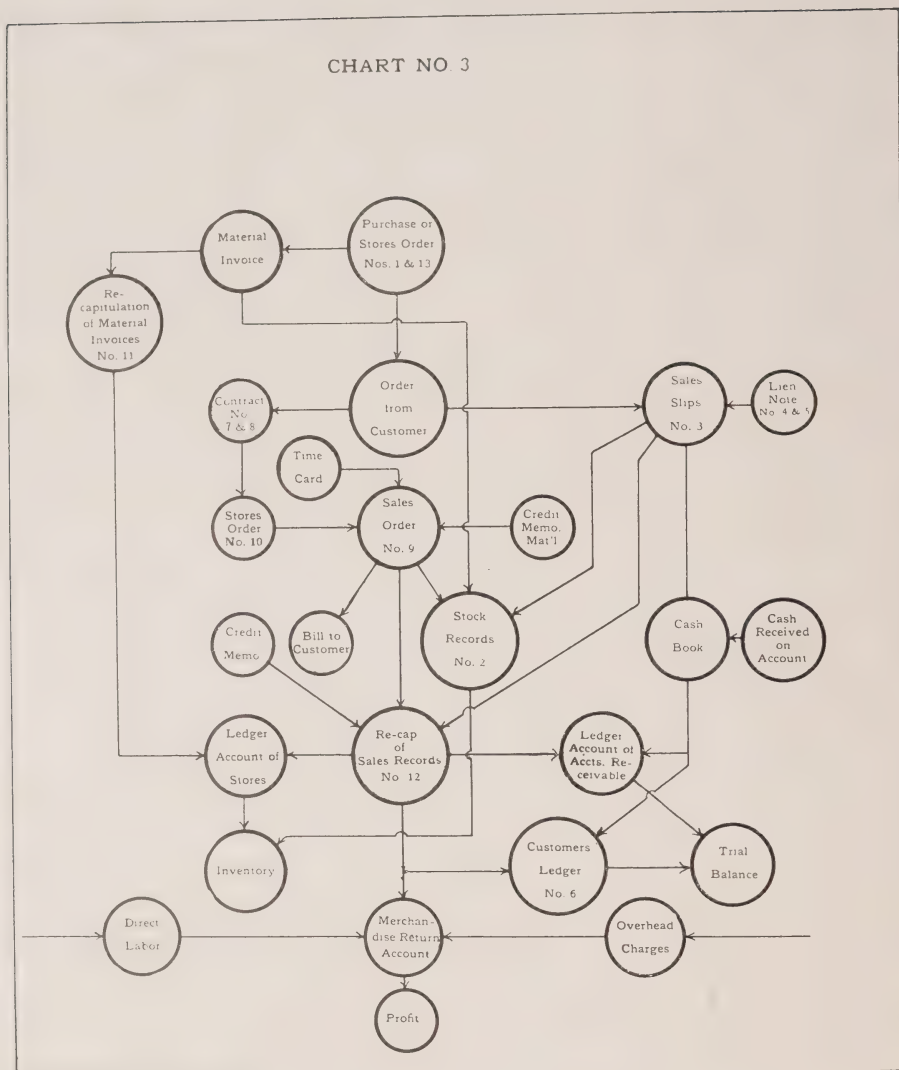 CHART NO. 3
Purchase or
Stores Order
Nos. 1 & 13
Material
Invoice
Re-
capitulation
of Material
Invoices
No. 11
Order
from
Customer
Contract
No
7 & 8
Sales
Slips
No. 3
Lien
Note
No. 4 & 5
Time
Card
Stores
Order
No. 10
Sales
Order
No. 9
Credit
Memo.
Mat'l
Credit
Memo
Bill to
Customer
Stock
Records
No. 2
Cash
Book
Cash
Received
on
Account
Ledger
Account of
Stores
Re-cap
of
Sales Records
No 12
Ledger
Account of
Accts. Re-
ceivable
Inventory
Customers
Ledger
No. 6
Trial
Balance
Direct
Labor
Merchan-
dise Return
Account
Overhead
Charges
Profit